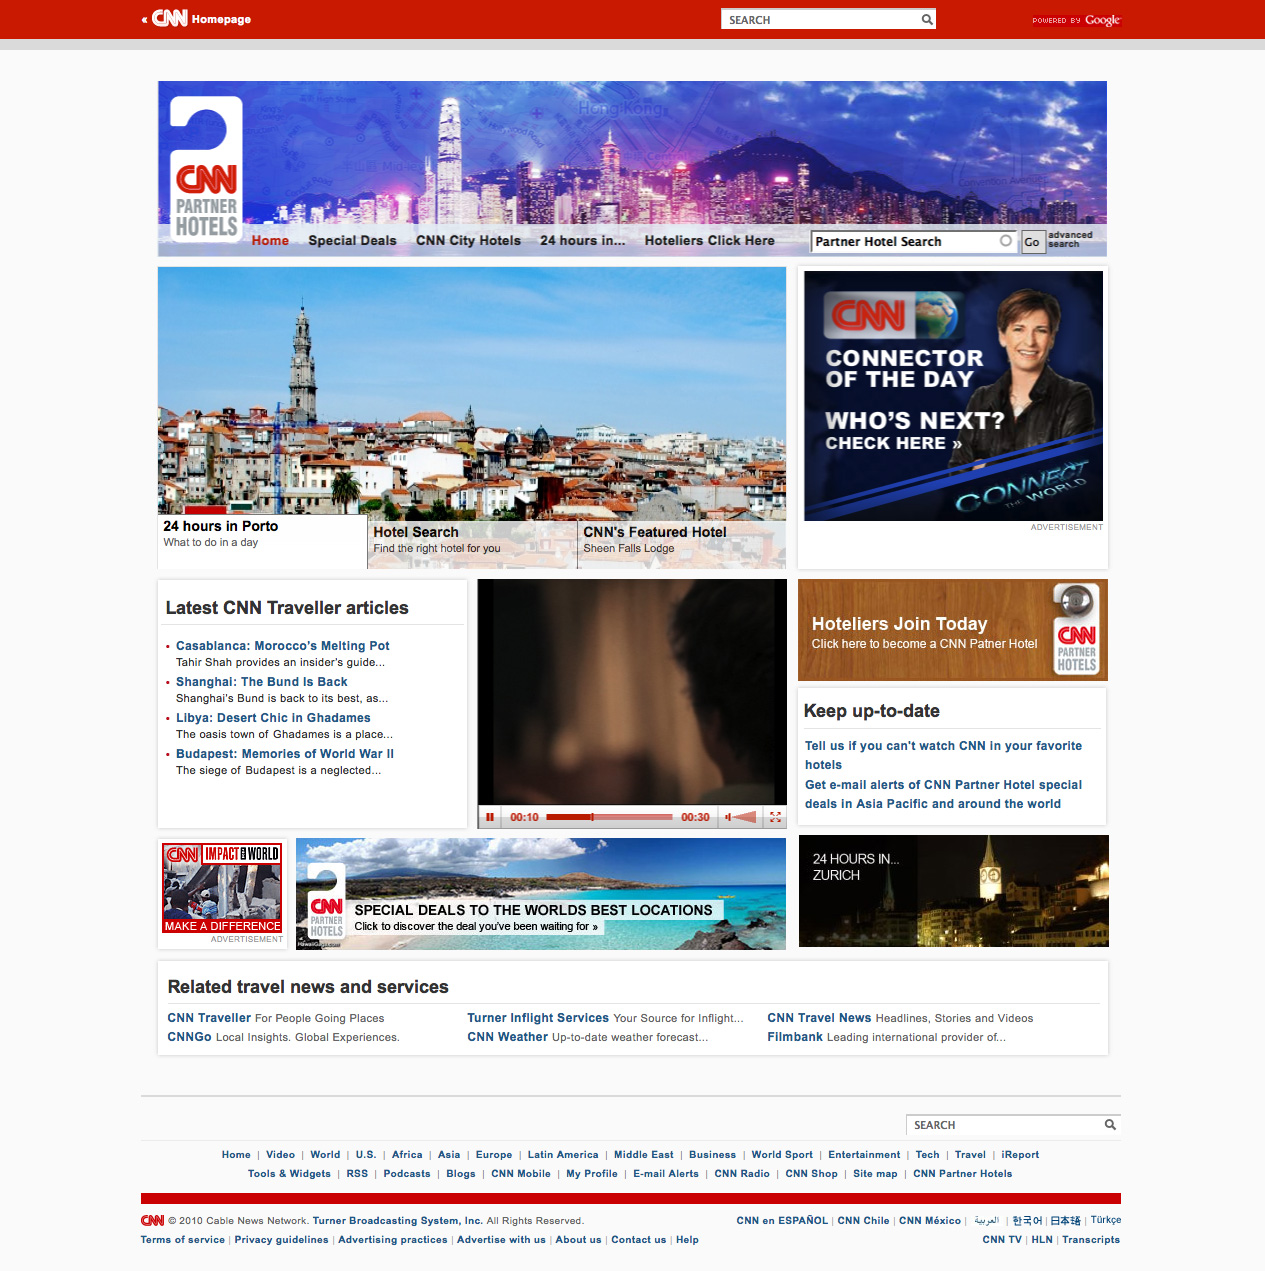 « CNN Homepage
SEARCH
POWERED BY Google
Hong Kong
CNN
PARTNER
HOTELS
Home Special Deals CNN City Hotels 24 hours in... Hoteliers Click Here
Partner Hotel Search
Go
advanced
search
CNN
CONNECTOR
OF THE DAY
WHO'S NEXT?
CHECK HERE »
CONNECT
THE WORLD
ADVERTISEMENT
24 hours in Porto
What to do in a day
Hotel Search
Find the right hotel for you
CNN's Featured Hotel
Sheen Falls Lodge
Latest CNN Traveller articles
• Casablanca: Morocco's Melting Pot
Tahir Shah provides an insider's guide...
• Shanghai: The Bund Is Back
Shanghai's Bund is back to its best, as...
• Libya: Desert Chic in Ghadames
The oasis town of Ghadames is a place...
• Budapest: Memories of World War II
The siege of Budapest is a neglected...
00:10
00:30
Hoteliers Join Today
Click here to become a CNN Patner Hotel
CNN
PARTNER
HOTELS
Keep up-to-date
Tell us if you can't watch CNN in your favorite
hotels
Get e-mail alerts of CNN Partner Hotel special
deals in Asia Pacific and around the world
CNN IMPACT YOUR WORLD
MAKE A DIFFERENCE
ADVERTISEMENT
CNN
PARTNER
HOTELS
SPECIAL DEALS TO THE WORLDS BEST LOCATIONS
Click to discover the deal you've been waiting for »
24 HOURS IN...
ZURICH
Related travel news and services
CNN Traveller For People Going Places
CNNGo Local Insights. Global Experiences.
Turner Inflight Services Your Source for Inflight...
CNN Weather Up-to-date weather forecast...
CNN Travel News Headlines, Stories and Videos
Filmbank Leading international provider of...
SEARCH
Home | Video | World | U.S. | Africa | Asia | Europe | Latin America | Middle East | Business | World Sport | Entertainment | Tech | Travel | iReport
Tools & Widgets | RSS | Podcasts | Blogs | CNN Mobile | My Profile | E-mail Alerts | CNN Radio | CNN Shop | Site map | CNN Partner Hotels
CNN © 2010 Cable News Network. Turner Broadcasting System, Inc. All Rights Reserved.
Terms of service | Privacy guidelines | Advertising practices | Advertise with us | About us | Contact us | Help
CNN en ESPAÑOL | CNN Chile | CNN México | العربية | 한국어 | 日本語 | Türkçe
CNN TV | HLN | Transcripts